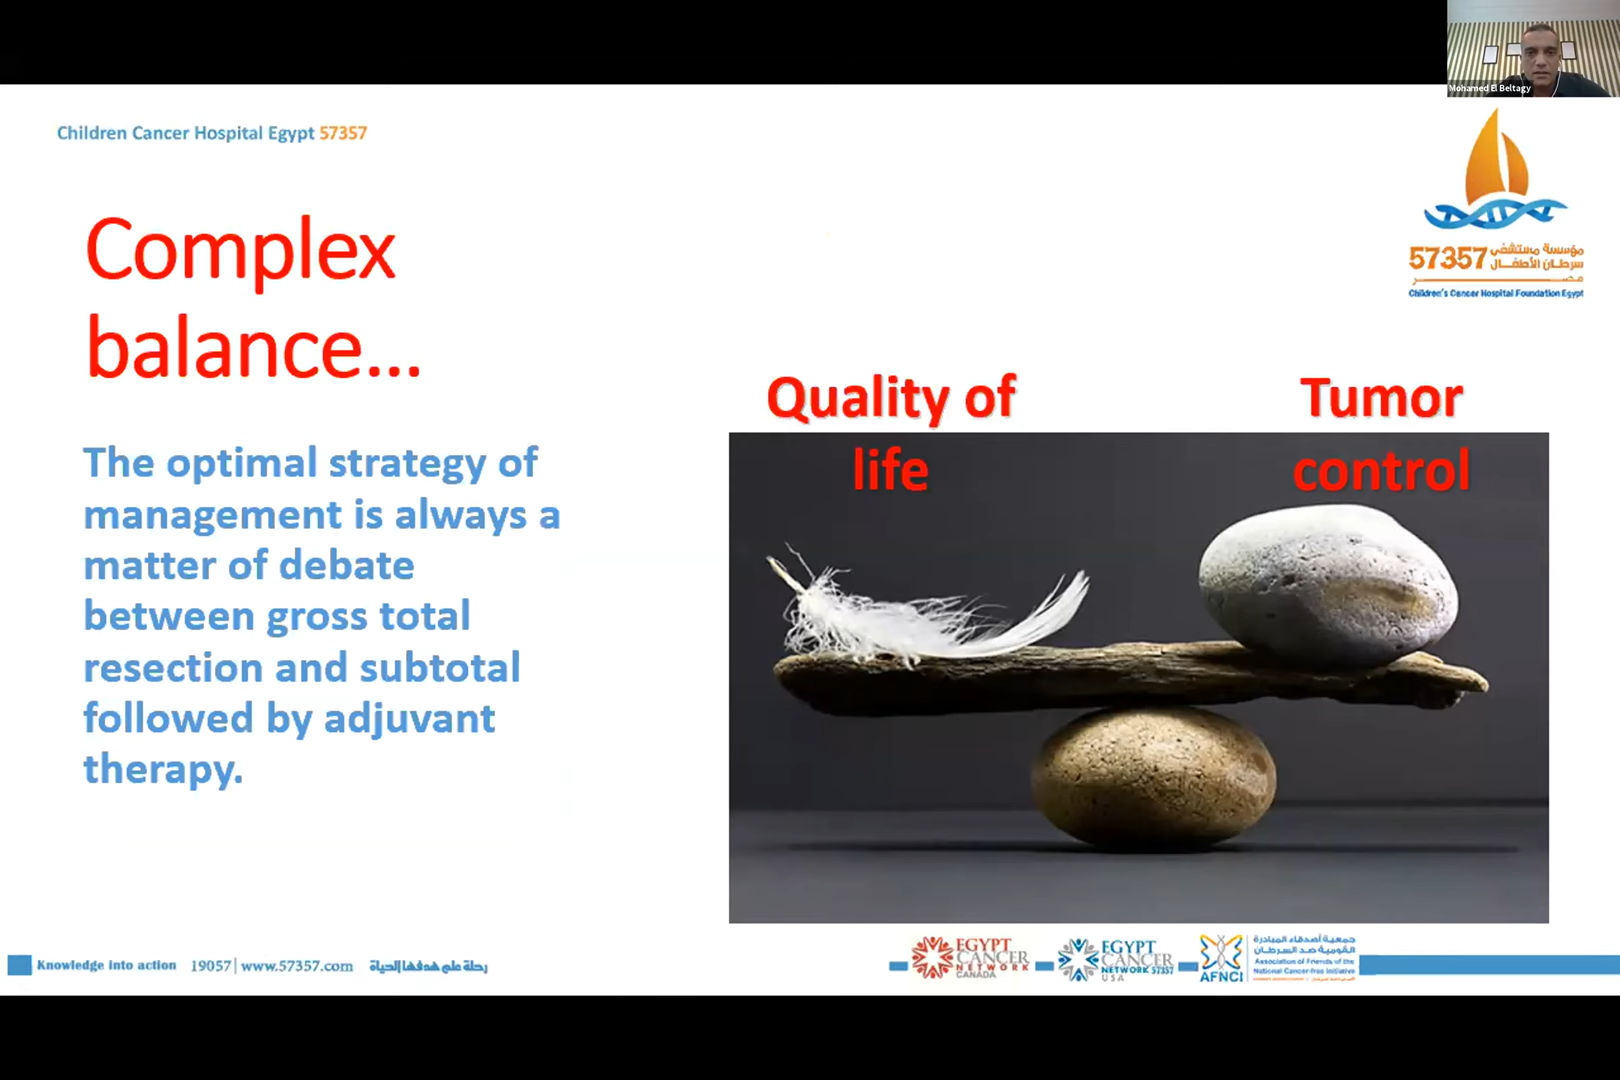 Mohamed El Beltagy
Children Cancer Hospital Egypt 57357
57357 مؤسسة مستشفى
سرطان الأطفال
مصر
Children's Cancer Hospital Foundation Egypt
Complex
balance...
The optimal strategy of
management is always a
matter of debate
between gross total
resection and subtotal
followed by adjuvant
therapy.
Quality of
life
Tumor
control
Knowledge into action 19057 | www.57357.com رحلة علم هدفها الحياة
EGYPT
CANCER
NETWORK
CANADA
EGYPT
CANCER
NETWORK 57357
USA
AFNCI
جمعية أصدقاء المبادرة
القومية ضد السرطان
Association of Friends of the
National Cancer-free Initiative